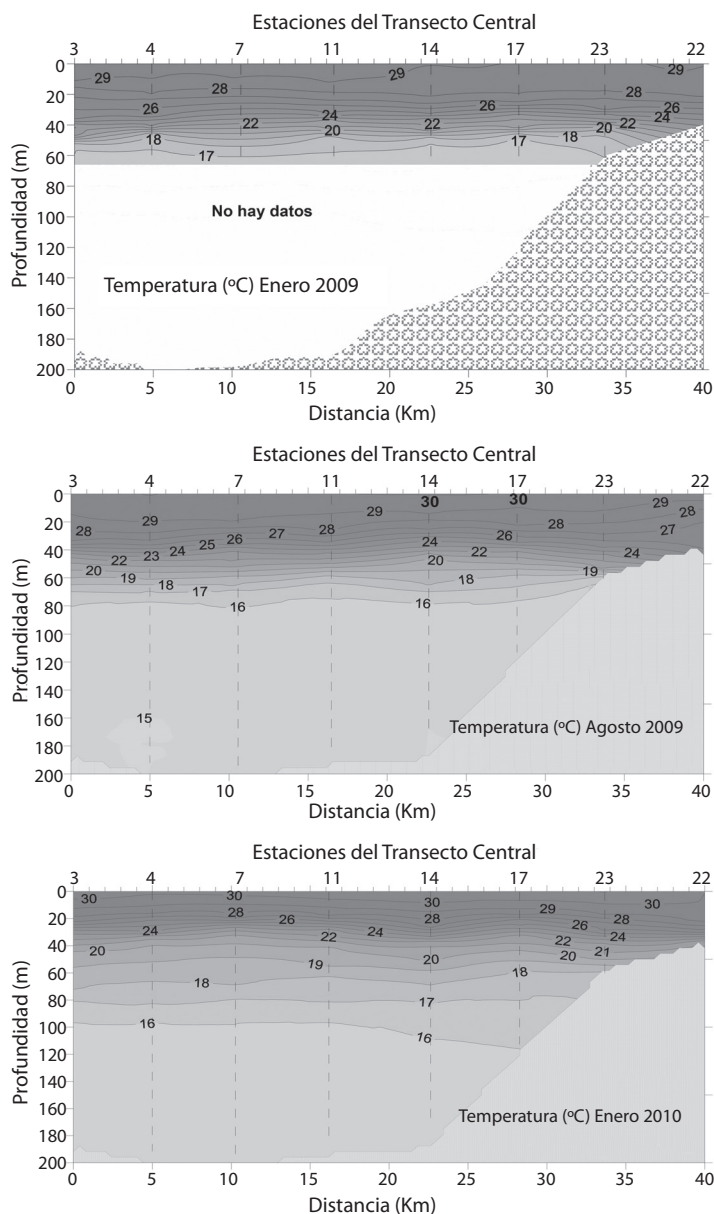 Estaciones del Transecto Central
3 4 7 11 14 17 23 22
0
20
40
60
80
100
120
140
160
180
200
Profundidad (m)
29 28 29 29 28
26 24 26 26
22 20 22 20 22 24
18 17 17 18
No hay datos
Temperatura (ºC) Enero 2009
0 5 10 15 20 25 30 35 40
Distancia (Km)
Estaciones del Transecto Central
3 4 7 11 14 17 23 22
0
20
40
60
80
100
120
140
160
180
200
Profundidad (m)
30 30
29 29 29 28
28 27 28 28 27
22 23 24 25 26 24 26 22 24
20 19 18 17 20 18 19
16 16
15
Temperatura (ºC) Agosto 2009
0 5 10 15 20 25 30 35 40
Distancia (Km)
Estaciones del Transecto Central
3 4 7 11 14 17 23 22
0
20
40
60
80
100
120
140
160
180
200
Profundidad (m)
30 30 30 30
28 26 28 29 26 28
24 22 24 22 24
20 19 20 20 21
18 18
17
16 16
Temperatura (ºC) Enero 2010
0 5 10 15 20 25 30 35 40
Distancia (Km)